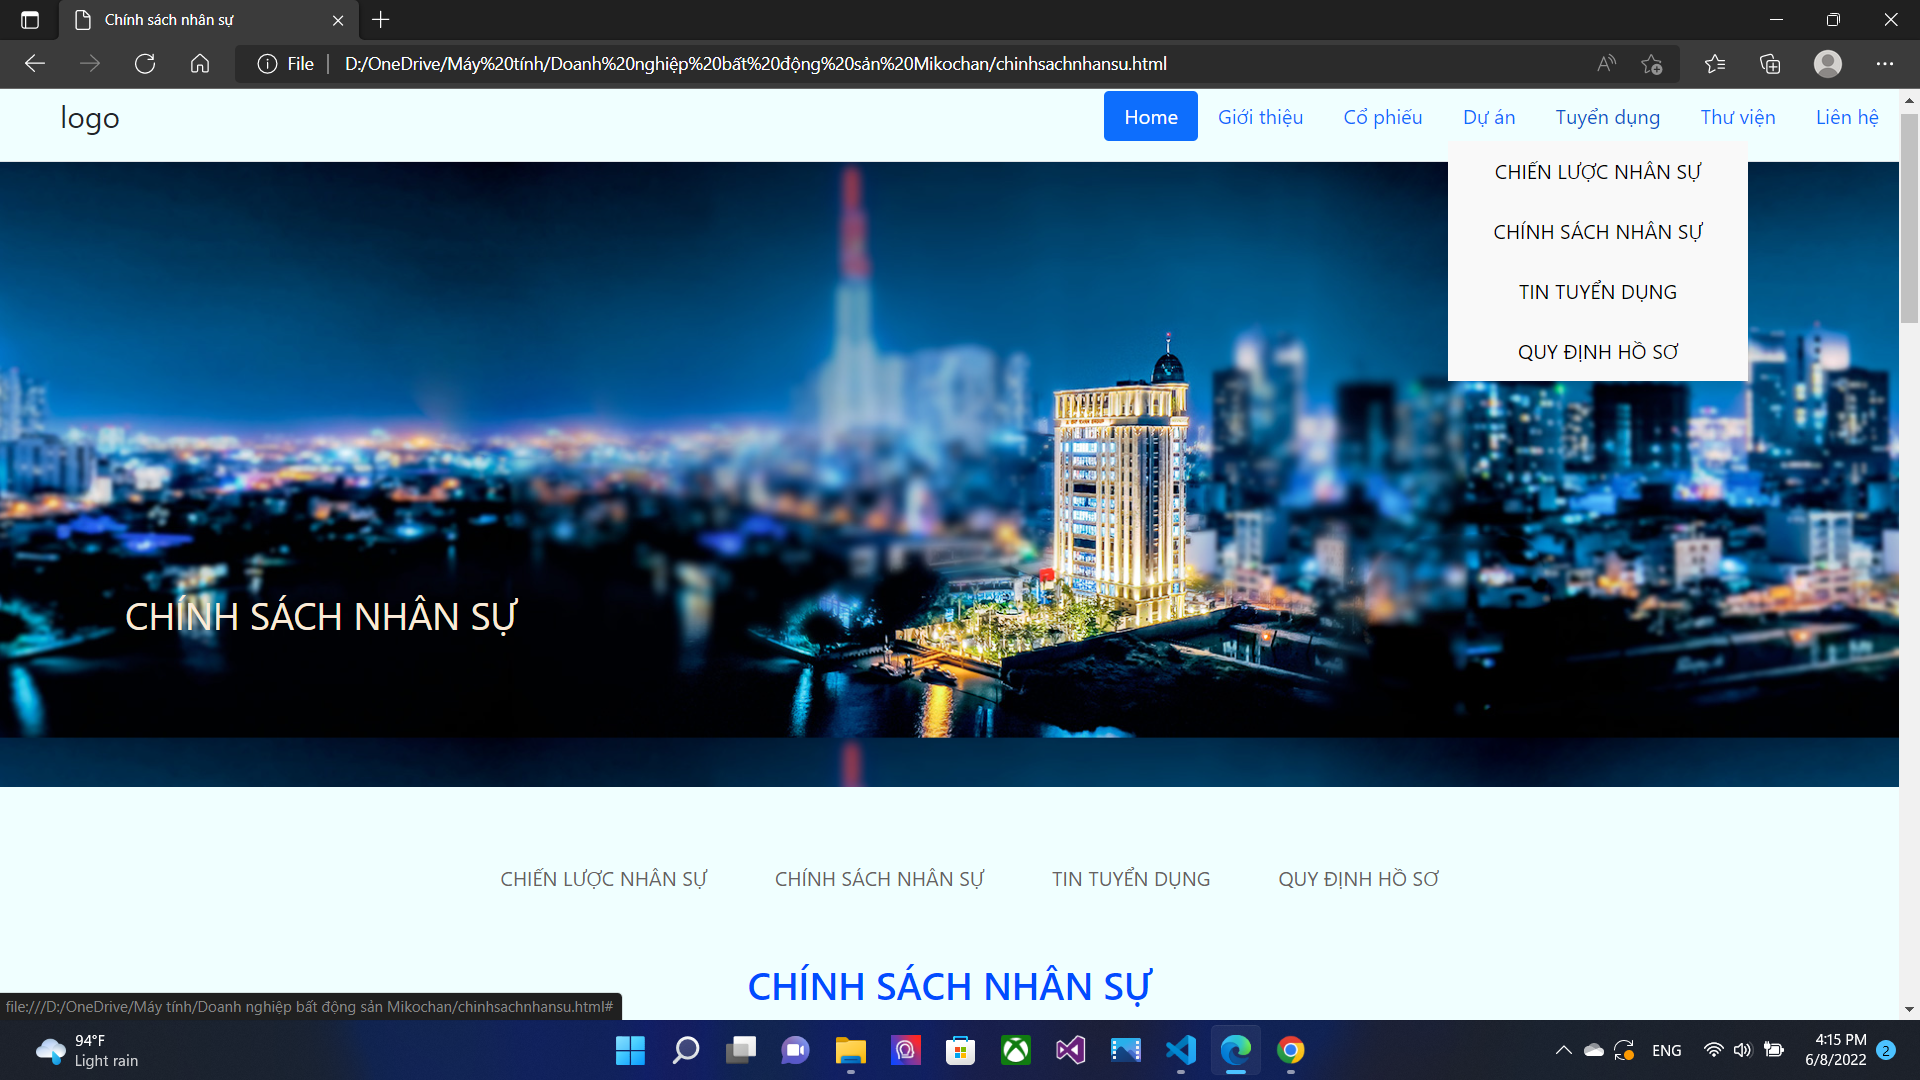 Chính sách nhân sự
File
D:/OneDrive/Máy%20tính/Doanh%20nghiệp%20bất%20động%20sản%20Mikochan/chinhsachnhansu.html
logo
Home Giới thiệu Cổ phiếu Dự án Tuyển dụng Thư viện Liên hệ
CHIẾN LƯỢC NHÂN SỰ
CHÍNH SÁCH NHÂN SỰ
TIN TUYỂN DỤNG
QUY ĐỊNH HỒ SƠ
CHÍNH SÁCH NHÂN SỰ
CHIẾN LƯỢC NHÂN SỰ CHÍNH SÁCH NHÂN SỰ TIN TUYỂN DỤNG QUY ĐỊNH HỒ SƠ
CHÍNH SÁCH NHÂN SỰ
file:///D:/OneDrive/Máy tính/Doanh nghiệp bất động sản Mikochan/chinhsachnhansu.html#
94°F
Light rain
ENG
4:15 PM
6/8/2022
2